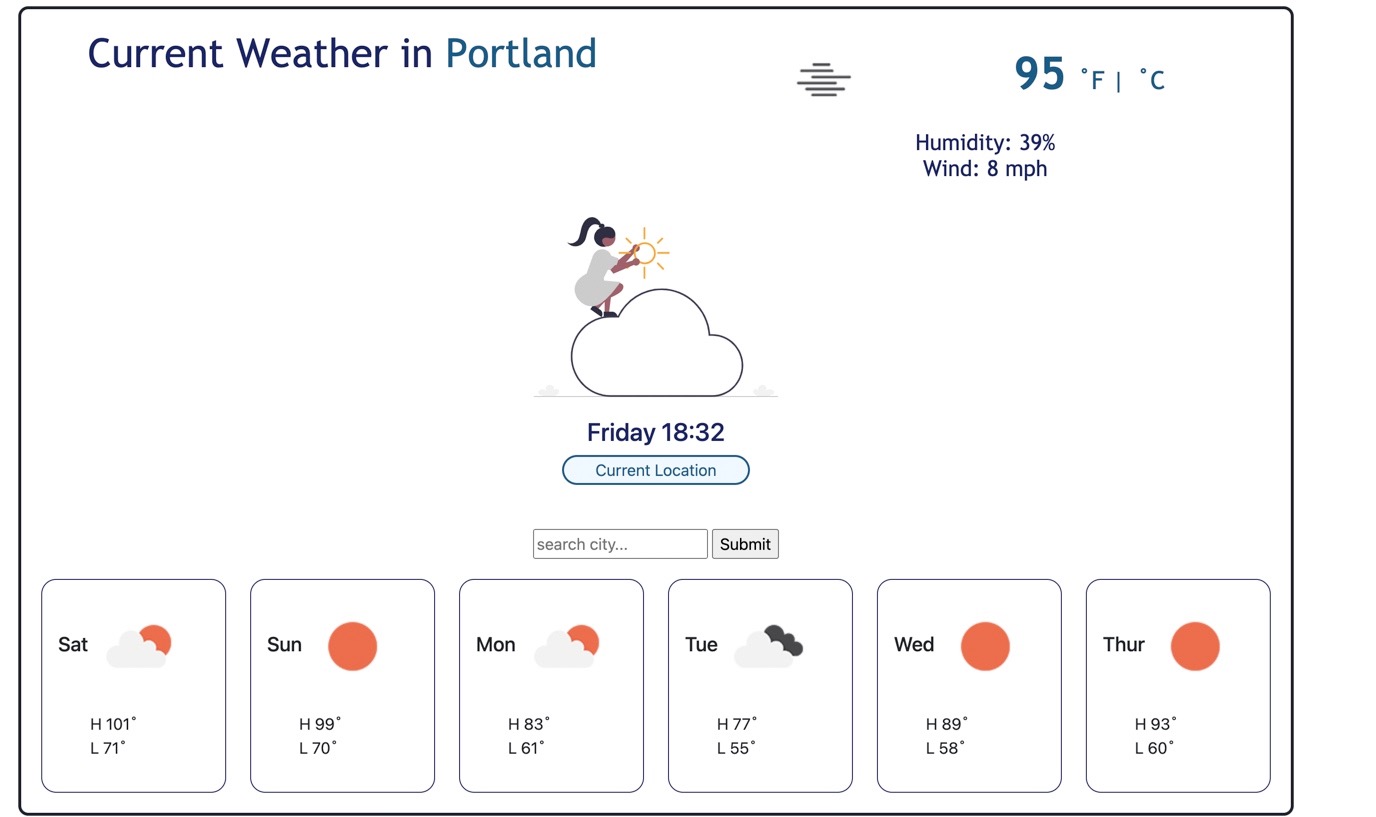 Current Weather in Portland
95 °F | °C
Humidity: 39%
Wind: 8 mph
Friday 18:32
Current Location
search city... Submit
Sat
H 101°
L 71°
Sun
H 99°
L 70°
Mon
H 83°
L 61°
Tue
H 77°
L 55°
Wed
H 89°
L 58°
Thur
H 93°
L 60°